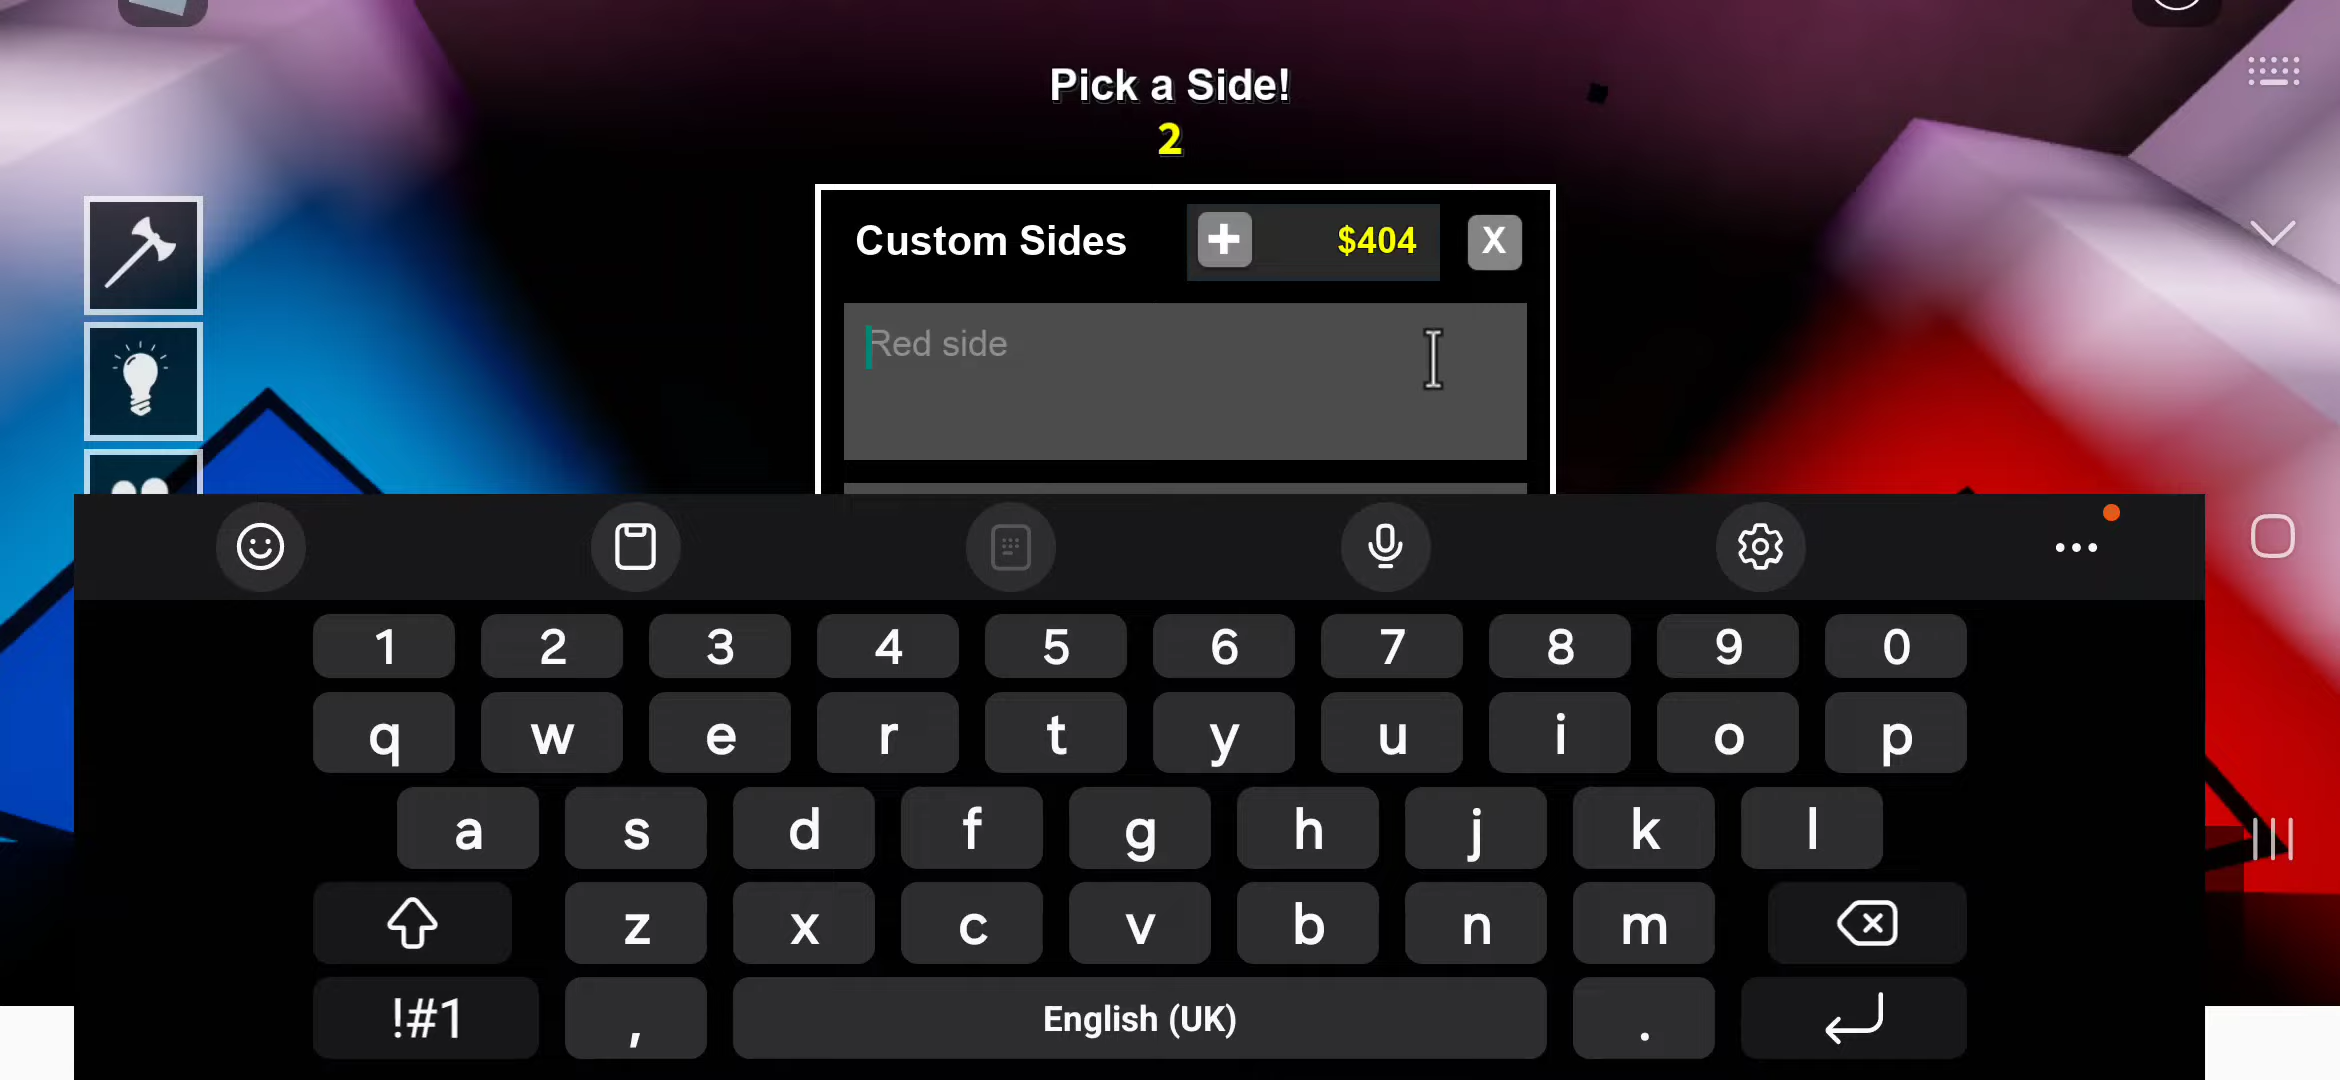 Pick a Side!
2
Custom Sides
$404
X
Red side
1 2 3 4 5 6 7 8 9 0
q w e r t y u i o p
a s d f g h j k l
z x c v b n m
!#1 , English (UK) .